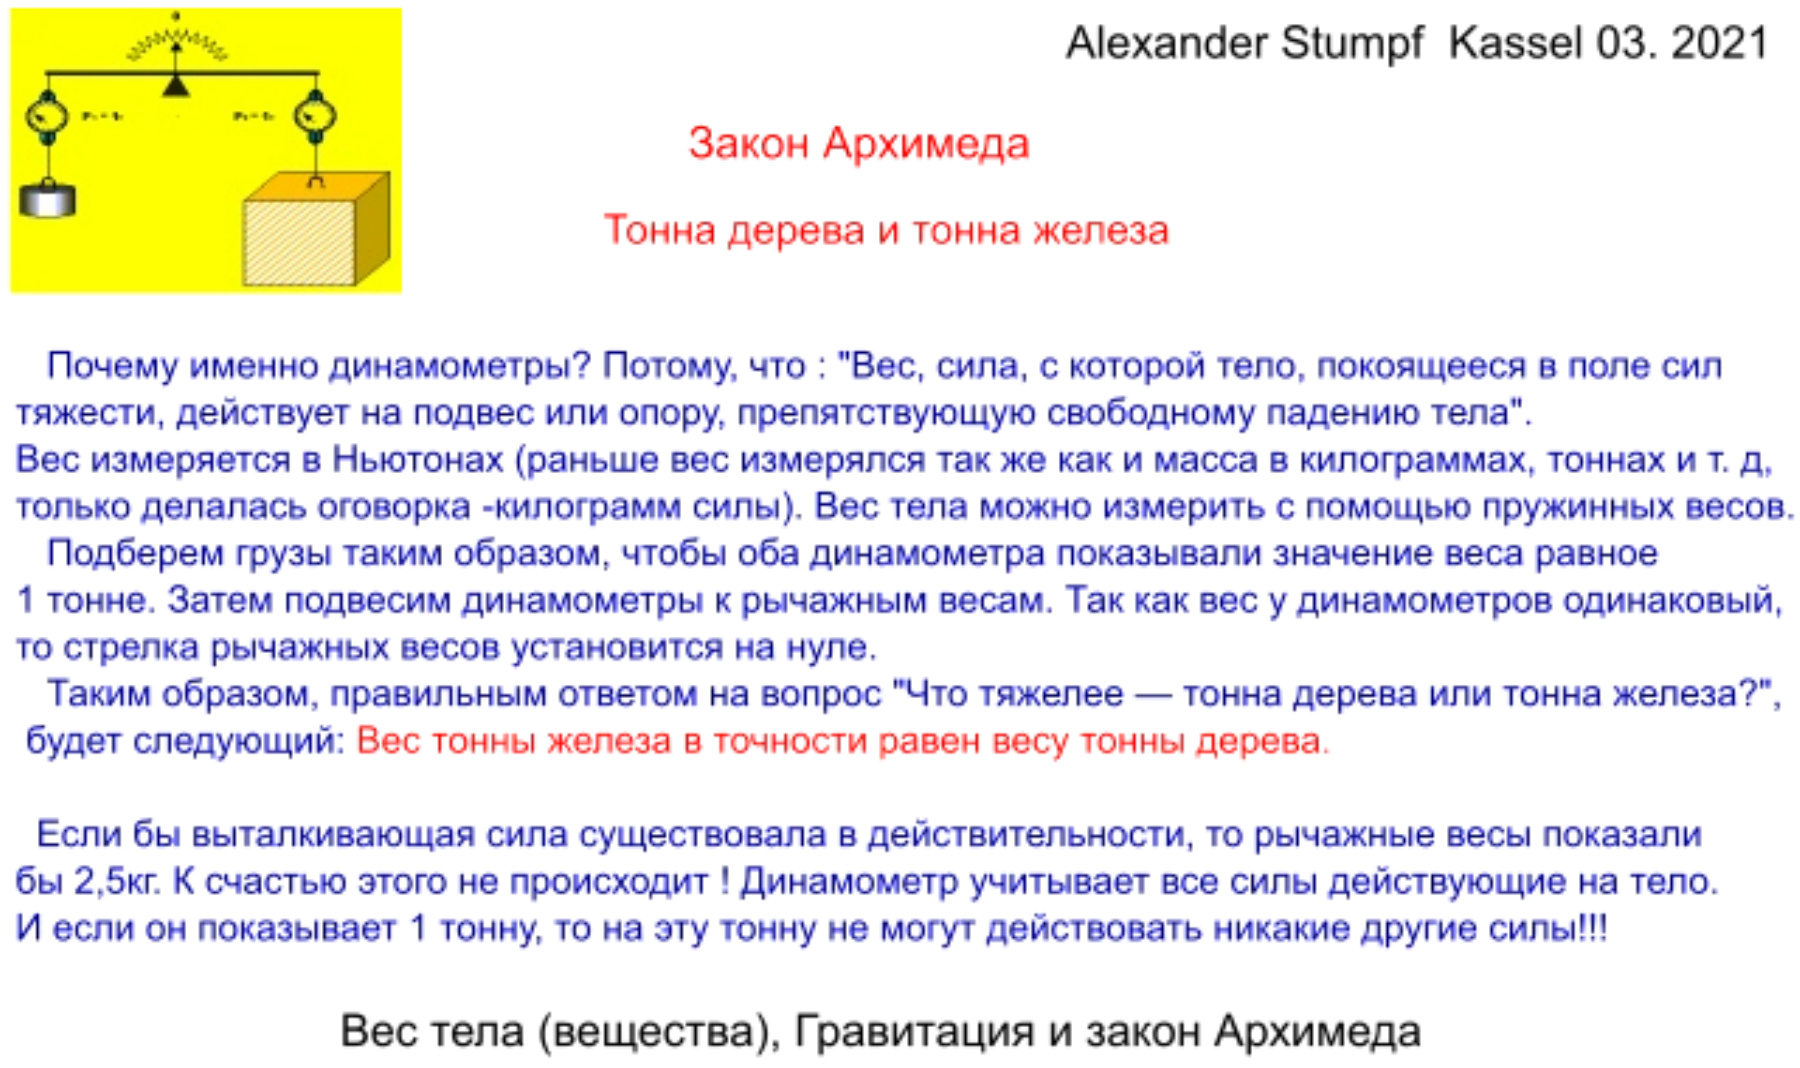 Alexander Stumpf Kassel 03. 2021
Закон Архимеда
Тонна дерева и тонна железа
Почему именно динамометры? Потому, что : "Вес, сила, с которой тело, покоящееся в поле сил
тяжести, действует на подвес или опору, препятствующую свободному падению тела".
Вес измеряется в Ньютонах (раньше вес измерялся так же как и масса в килограммах, тоннах и т. д,
только делалась оговорка -килограмм силы). Вес тела можно измерить с помощью пружинных весов.
Подберем грузы таким образом, чтобы оба динамометра показывали значение веса равное
1 тонне. Затем подвесим динамометры к рычажным весам. Так как вес у динамометров одинаковый,
то стрелка рычажных весов установится на нуле.
Таким образом, правильным ответом на вопрос "Что тяжелее — тонна дерева или тонна железа?",
будет следующий: Вес тонны железа в точности равен весу тонны дерева.
Если бы выталкивающая сила существовала в действительности, то рычажные весы показали
бы 2,5кг. К счастью этого не происходит ! Динамометр учитывает все силы действующие на тело.
И если он показывает 1 тонну, то на эту тонну не могут действовать никакие другие силы!!!
Вес тела (вещества), Гравитация и закон Архимеда